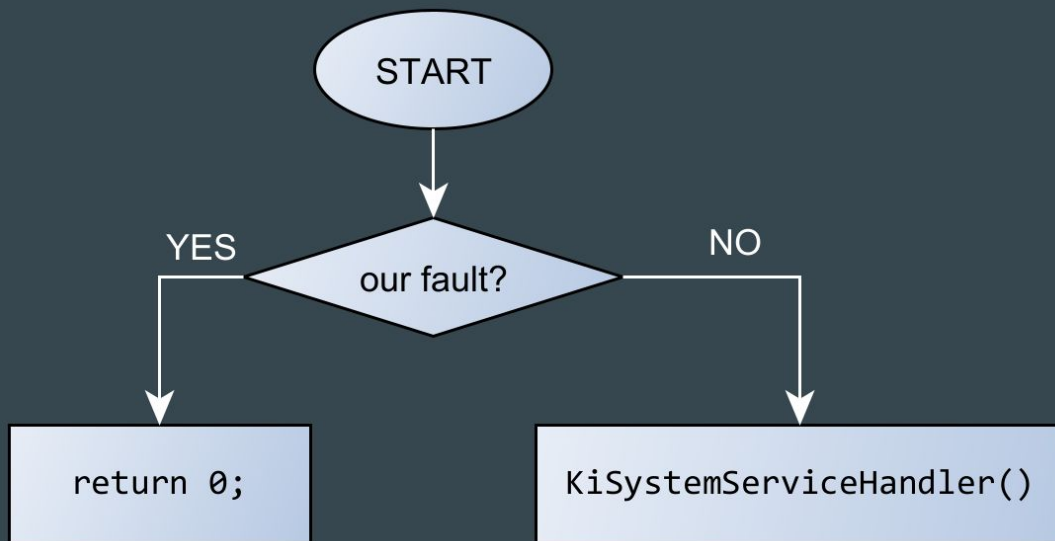 START
YES
NO
our fault?
return 0;
KiSystemServiceHandler()